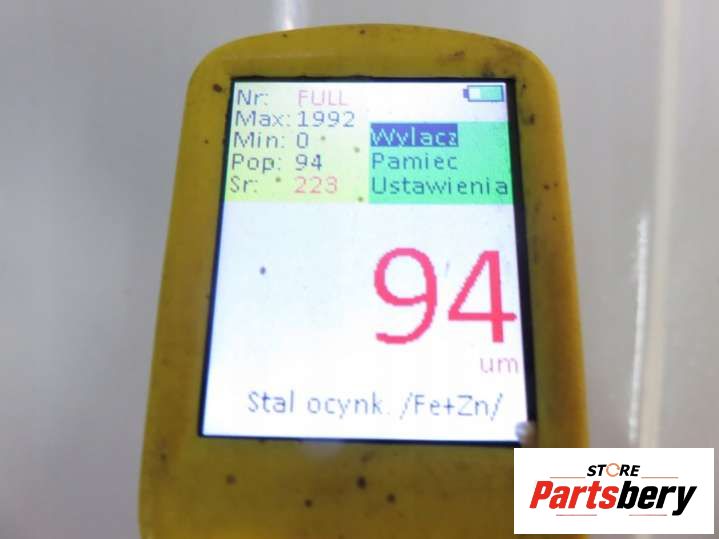 Nr: FULL
Max: 1992
Min: 0
Pop: 94
Sr: 223
Wylacz
Pamiec
Ustawienia
94
um
Stal ocynk. /Fe+Zn/
STORE
Partsbery